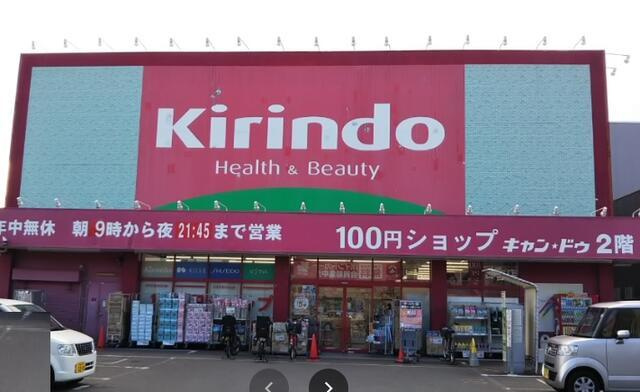 Kirindo
Health & Beauty
年中無休 朝9時から夜21:45まで営業
100円ショップ キャン★ドゥ 2階
SHISEIDO